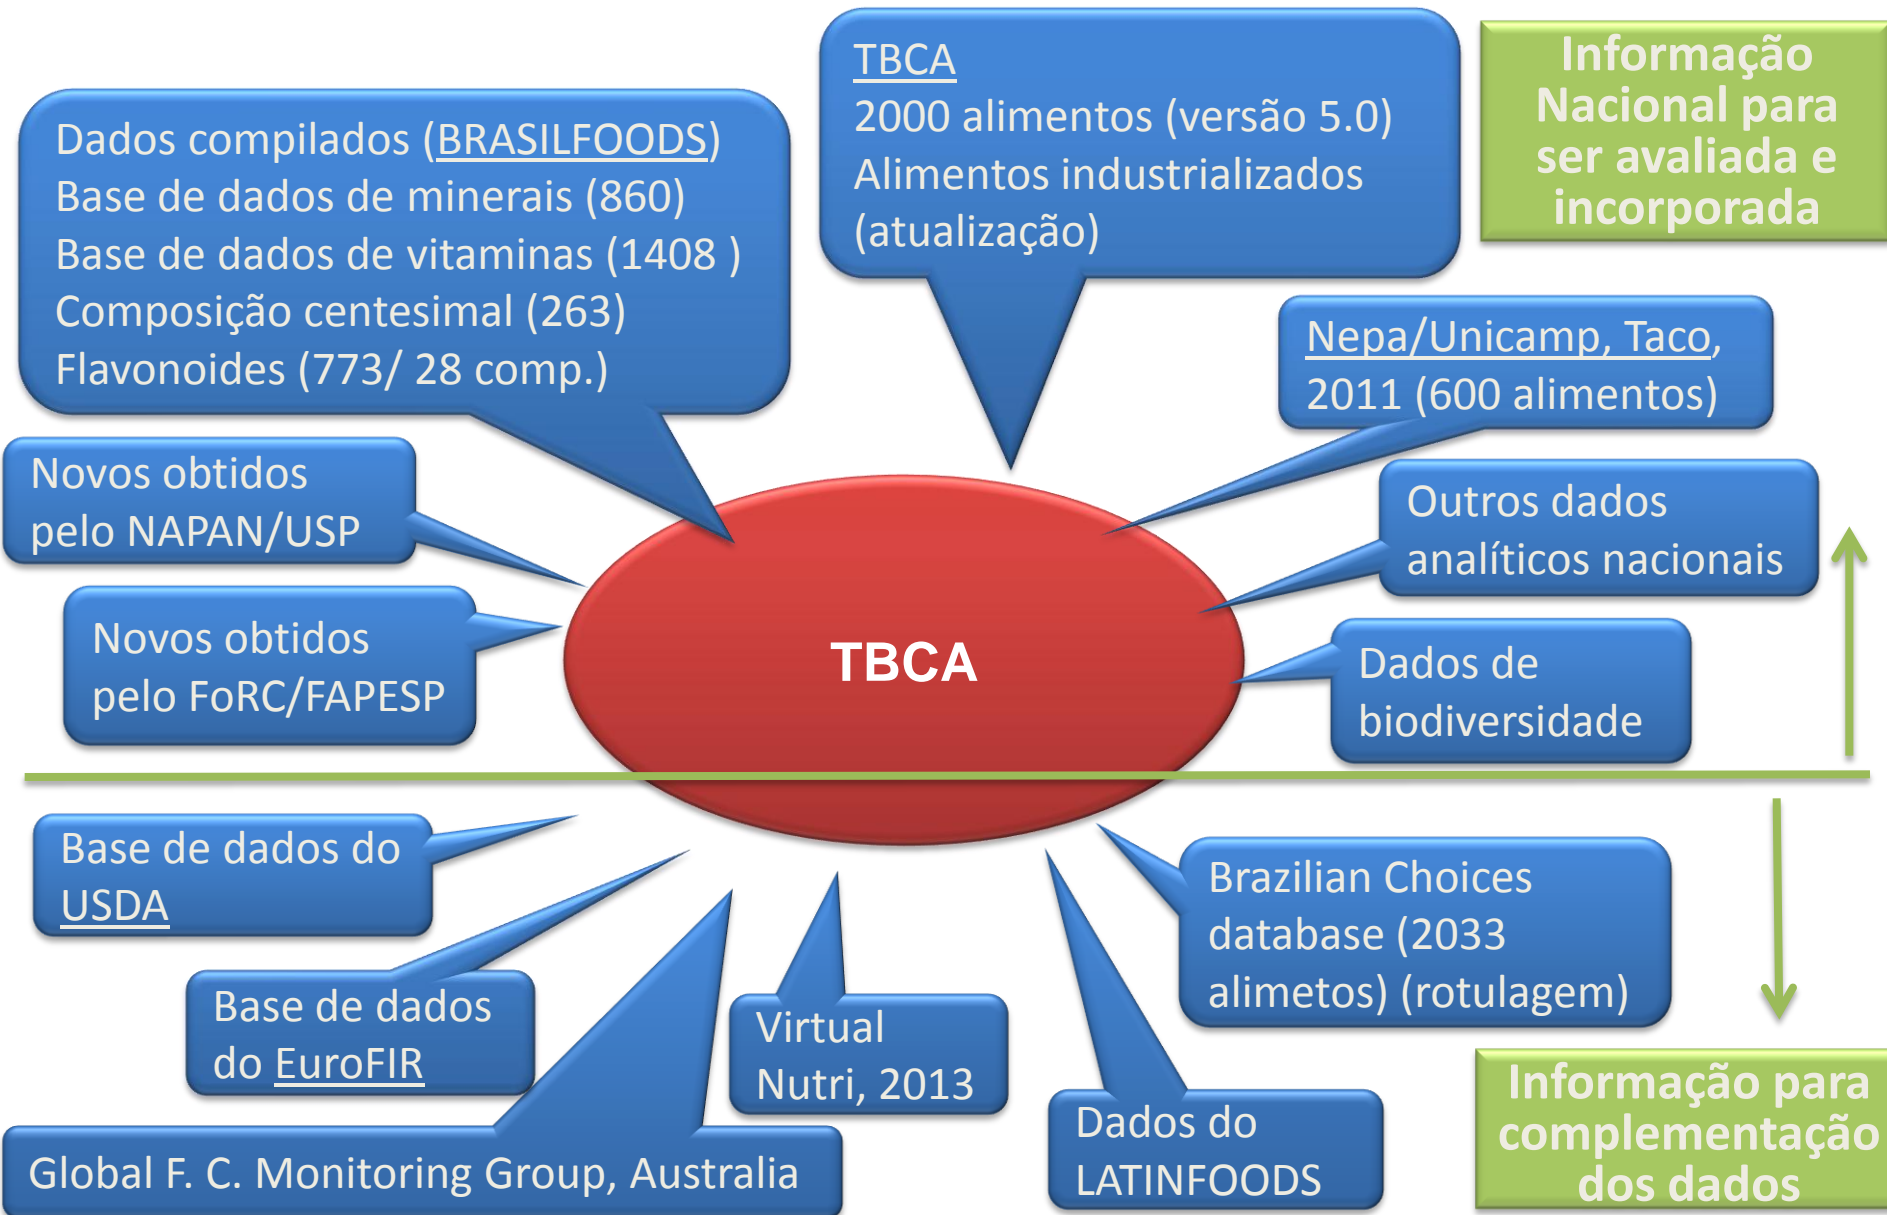 TBCA
2000 alimentos (versão 5.0)
Alimentos industrializados
(atualização)
Informação
Nacional para
ser avaliada e
incorporada
Dados compilados (BRASILFOODS)
Base de dados de minerais (860)
Base de dados de vitaminas (1408 )
Composição centesimal (263)
Flavonoides (773/ 28 comp.)
Nepa/Unicamp, Taco,
2011 (600 alimentos)
Novos obtidos
pelo NAPAN/USP
Outros dados
analíticos nacionais
Novos obtidos
pelo FoRC/FAPESP
TBCA
Dados de
biodiversidade
Base de dados do
USDA
Brazilian Choices
database (2033
alimetos) (rotulagem)
Base de dados
do EuroFIR
Virtual
Nutri, 2013
Dados do
LATINFOODS
Global F. C. Monitoring Group, Australia
Informação para
complementação
dos dados